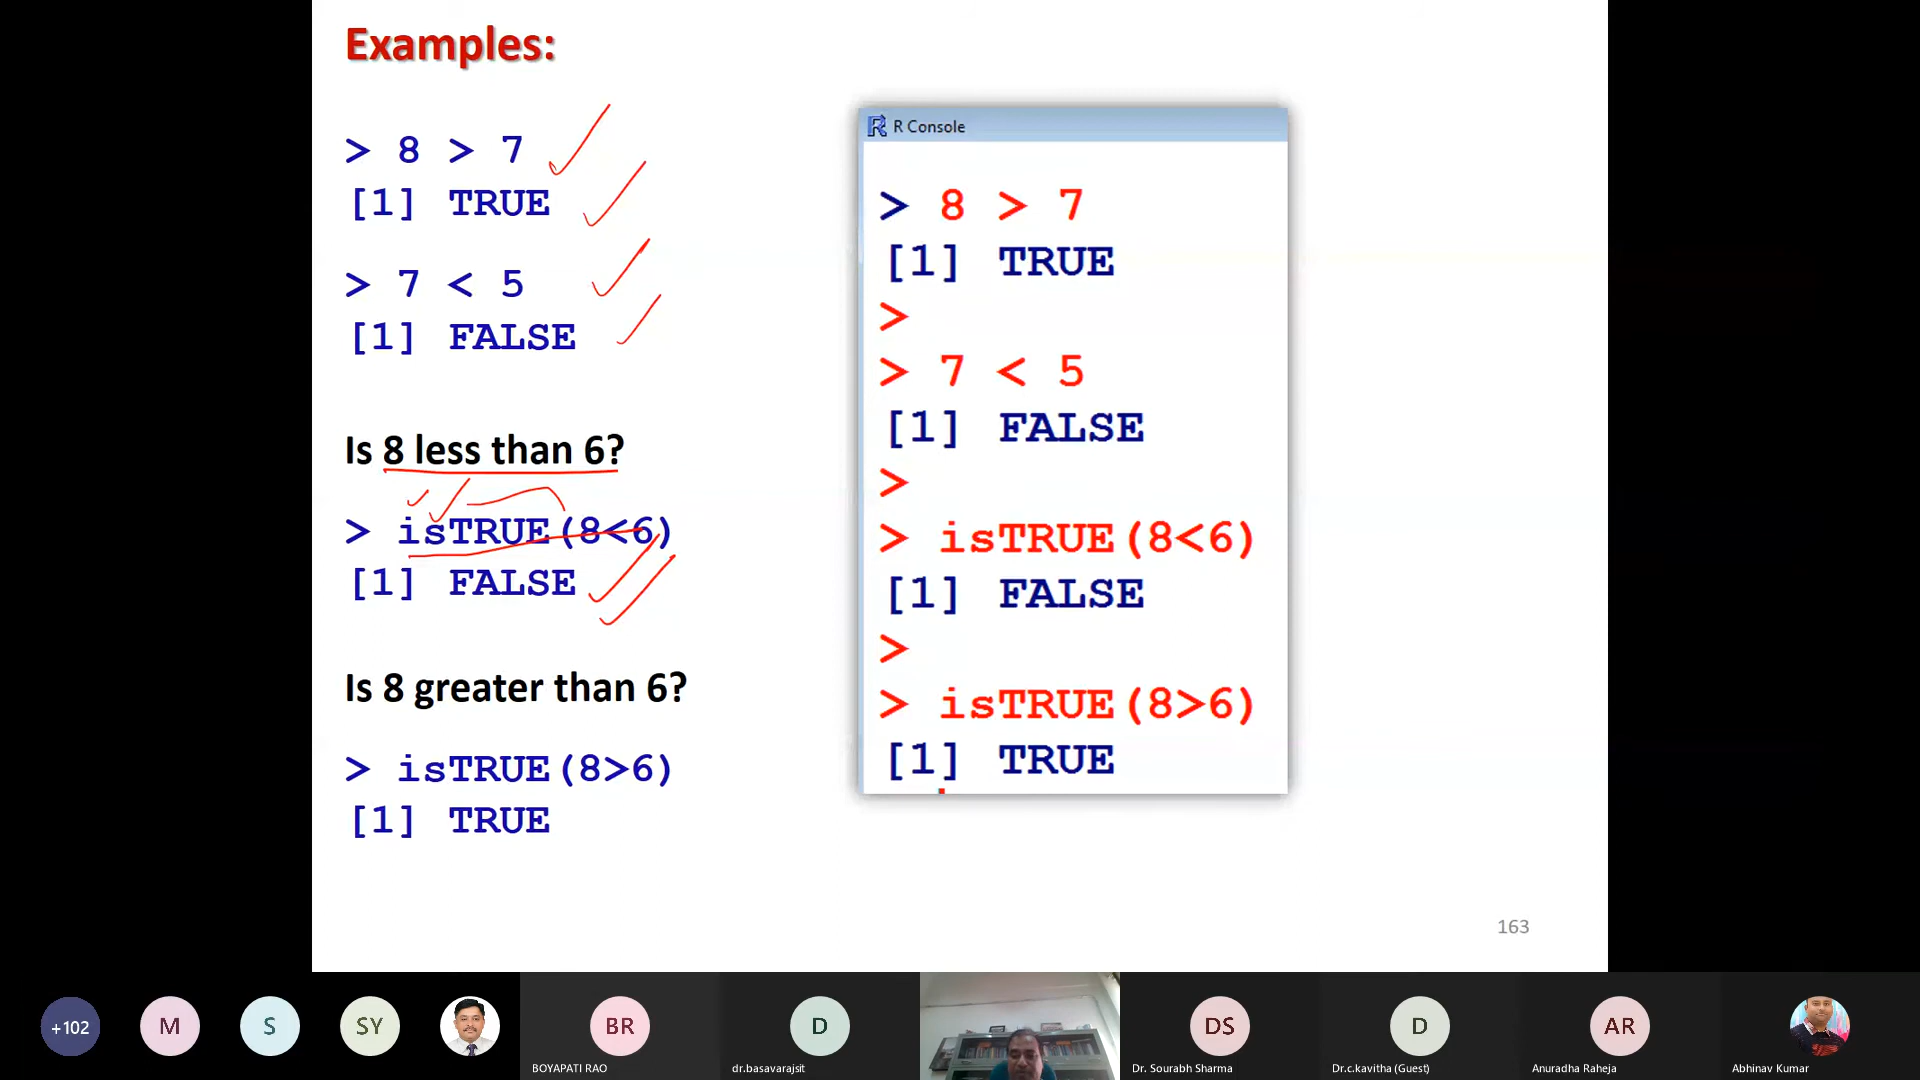 Examples:
> 8 > 7
[1] TRUE
> 7 < 5
[1] FALSE
Is 8 less than 6?
> isTRUE(8<6)
[1] FALSE
Is 8 greater than 6?
> isTRUE(8>6)
[1] TRUE
R Console
> 8 > 7
[1] TRUE
>
> 7 < 5
[1] FALSE
>
> isTRUE(8<6)
[1] FALSE
>
> isTRUE(8>6)
[1] TRUE
163
+102
M
S
SY
BR
BOYAPATI RAO
D
dr.basavarajsit
DS
Dr. Sourabh Sharma
D
Dr.c.kavitha (Guest)
AR
Anuradha Raheja
Abhinav Kumar